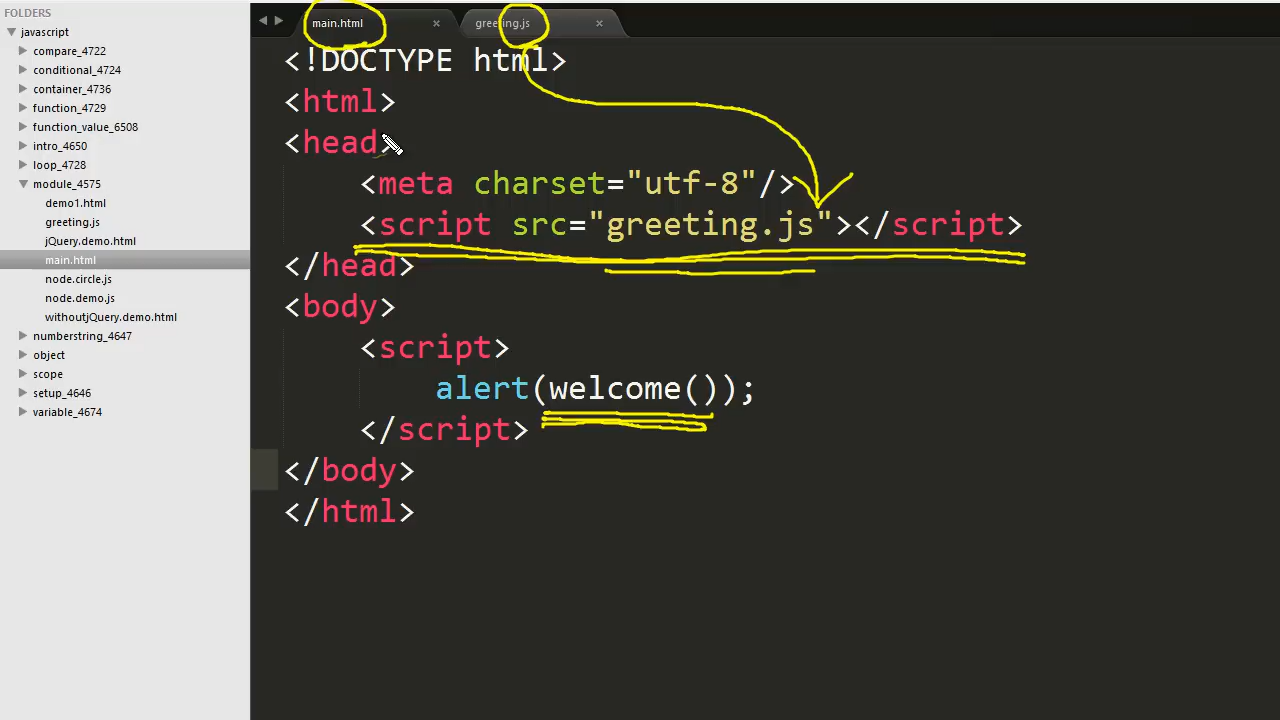 FOLDERS
javascript
compare_4722
conditional_4724
container_4736
function_4729
function_value_6508
intro_4650
loop_4728
module_4575
demo1.html
greeting.js
jQuery.demo.html
main.html
node.circle.js
node.demo.js
withoutjQuery.demo.html
numberstring_4647
object
scope
setup_4646
variable_4674
main.html × greeting.js ×
<!DOCTYPE html>
<html>
<head>
<meta charset="utf-8"/>
<script src="greeting.js"></script>
</head>
<body>
<script>
alert(welcome());
</script>
</body>
</html>